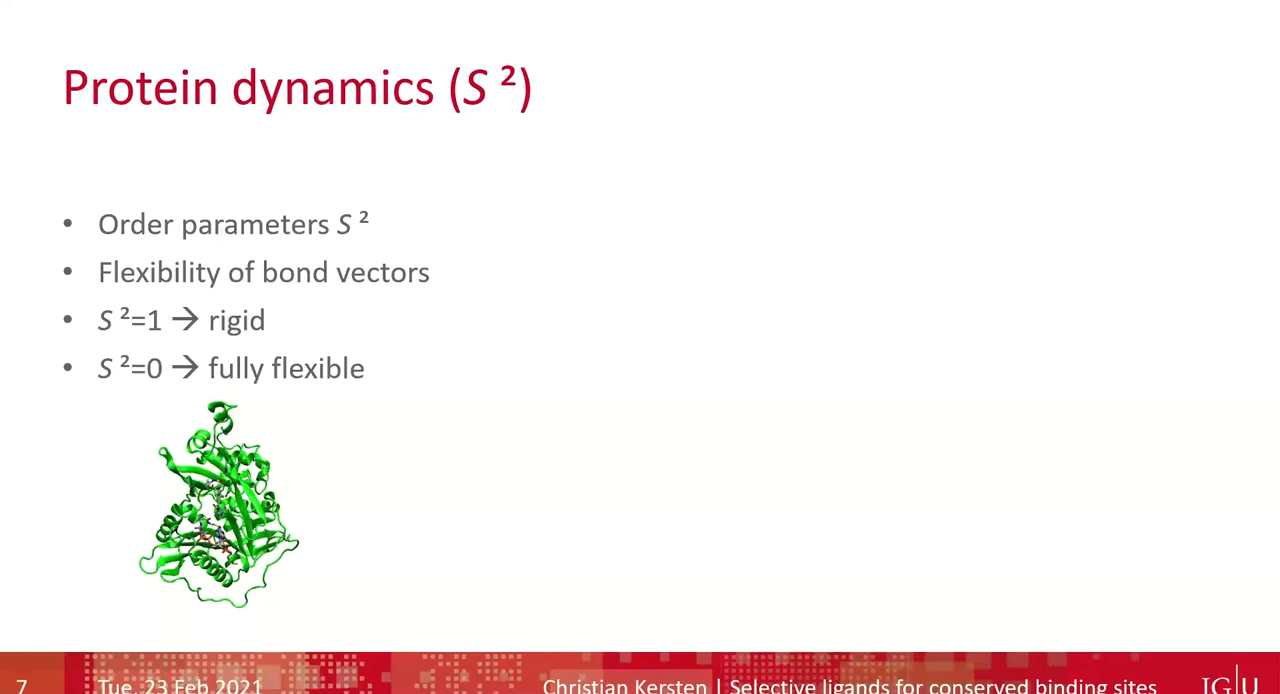 Protein dynamics (S ²)
• Order parameters S ²
• Flexibility of bond vectors
• S ²=1 → rigid
• S ²=0 → fully flexible
7 Tue, 23 Feb 2021 Christian Kersten | Selective ligands for conserved binding sites JG|U